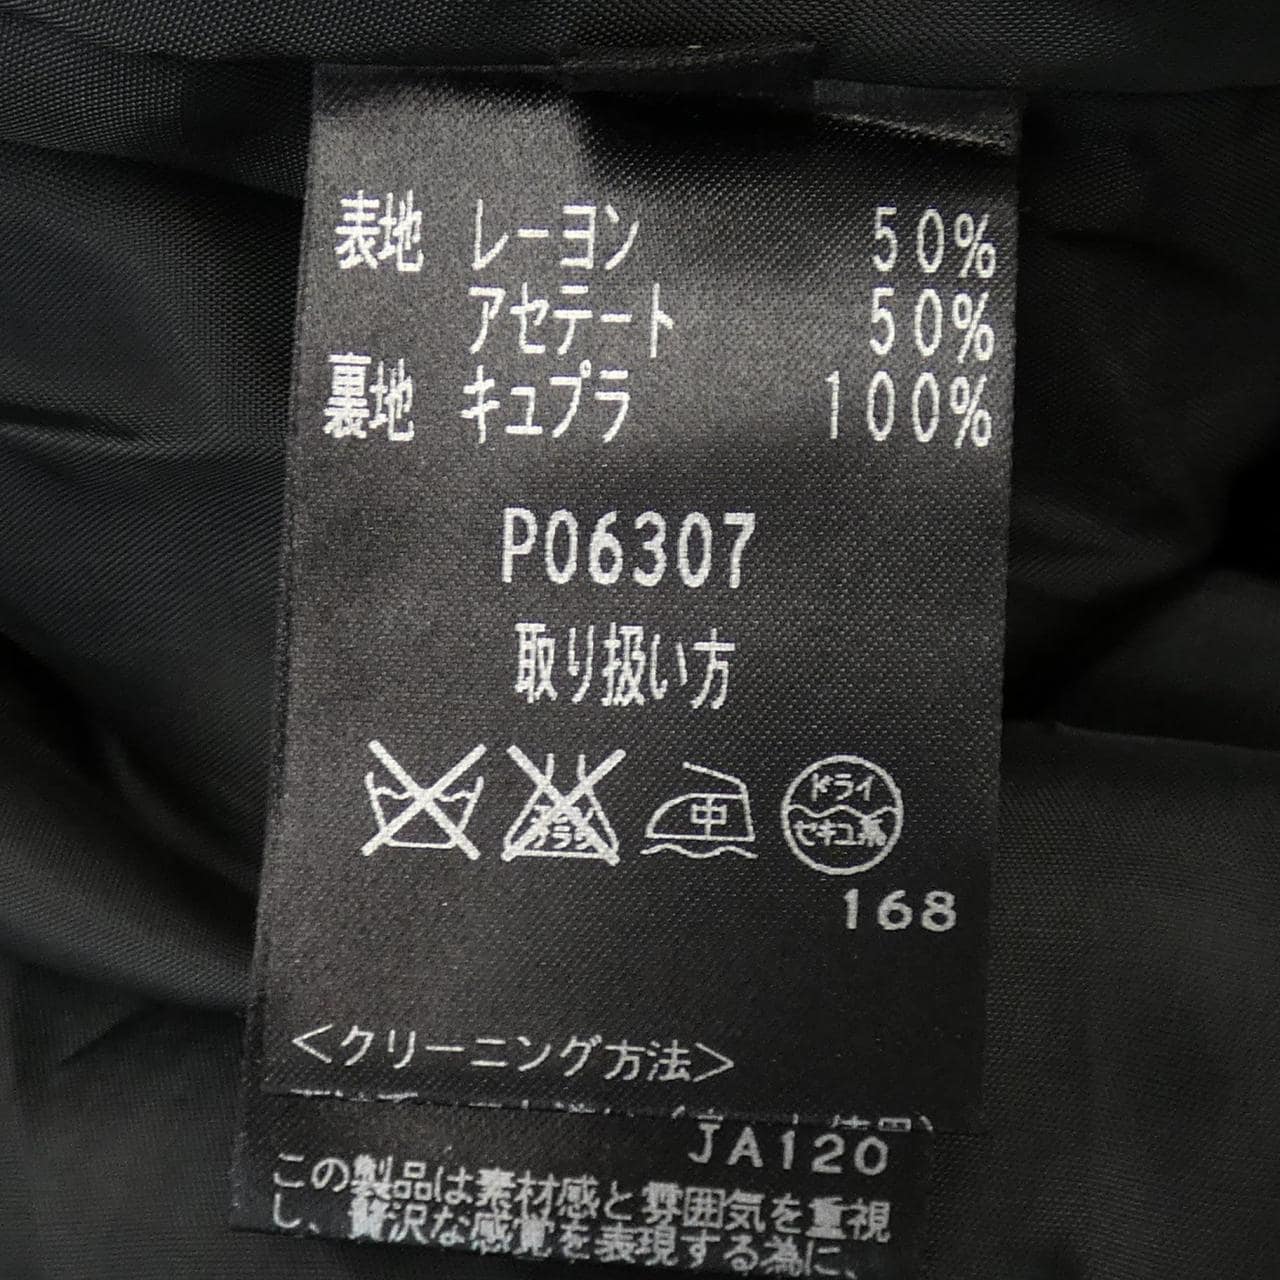 表地 レーヨン 50%
アセテート 50%
裏地 キュプラ 100%
P06307
取り扱い方
中 ドライ
セキユ系
168
<クリーニング方法>
JA120
この製品は素材感と雰囲気を重視
し、贅沢な感覚を表現する為に、